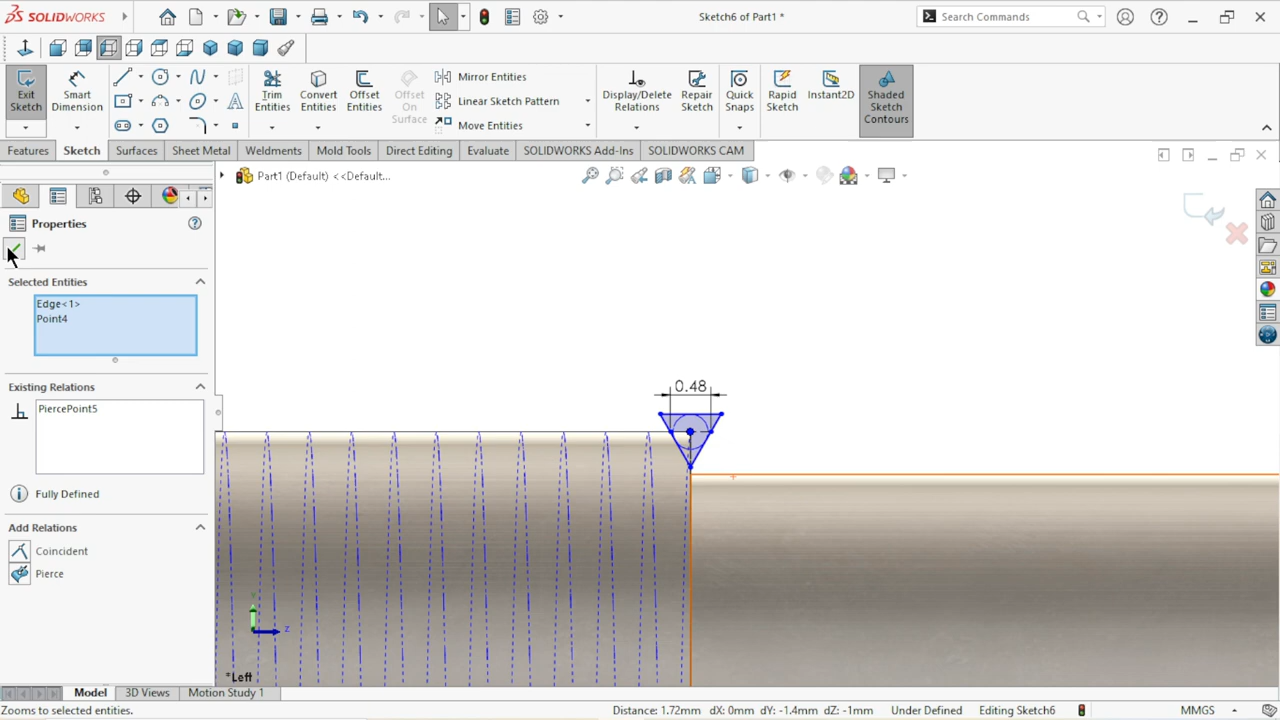 SOLIDWORKS
Sketch6 of Part1 *
Search Commands
Exit Sketch
Smart Dimension
Trim Entities
Convert Entities
Offset Entities
Offset On Surface
Mirror Entities
Linear Sketch Pattern
Move Entities
Display/Delete Relations
Repair Sketch
Quick Snaps
Rapid Sketch
Instant2D
Shaded Sketch Contours
Features
Sketch
Surfaces
Sheet Metal
Weldments
Mold Tools
Direct Editing
Evaluate
SOLIDWORKS Add-Ins
SOLIDWORKS CAM
Part1 (Default) <<Default...
Properties
Selected Entities
Edge<1>
Point4
Existing Relations
PiercePoint5
Fully Defined
Add Relations
Coincident
Pierce
0.48
Y
Z
*Left
Model
3D Views
Motion Study 1
Zooms to selected entities.
Distance: 1.72mm dX: 0mm dY: -1.4mm dZ: -1mm
Under Defined
Editing Sketch6
MMGS